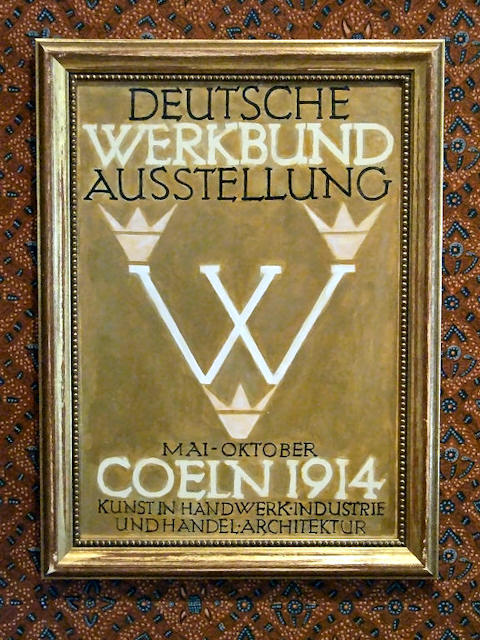 DEUTSCHE
WERKBUND
AUSSTELLUNG
W
MAI-OKTOBER
COELN 1914
KUNST IN HANDWERK·INDUSTRIE
UND HANDEL·ARCHITEKTUR